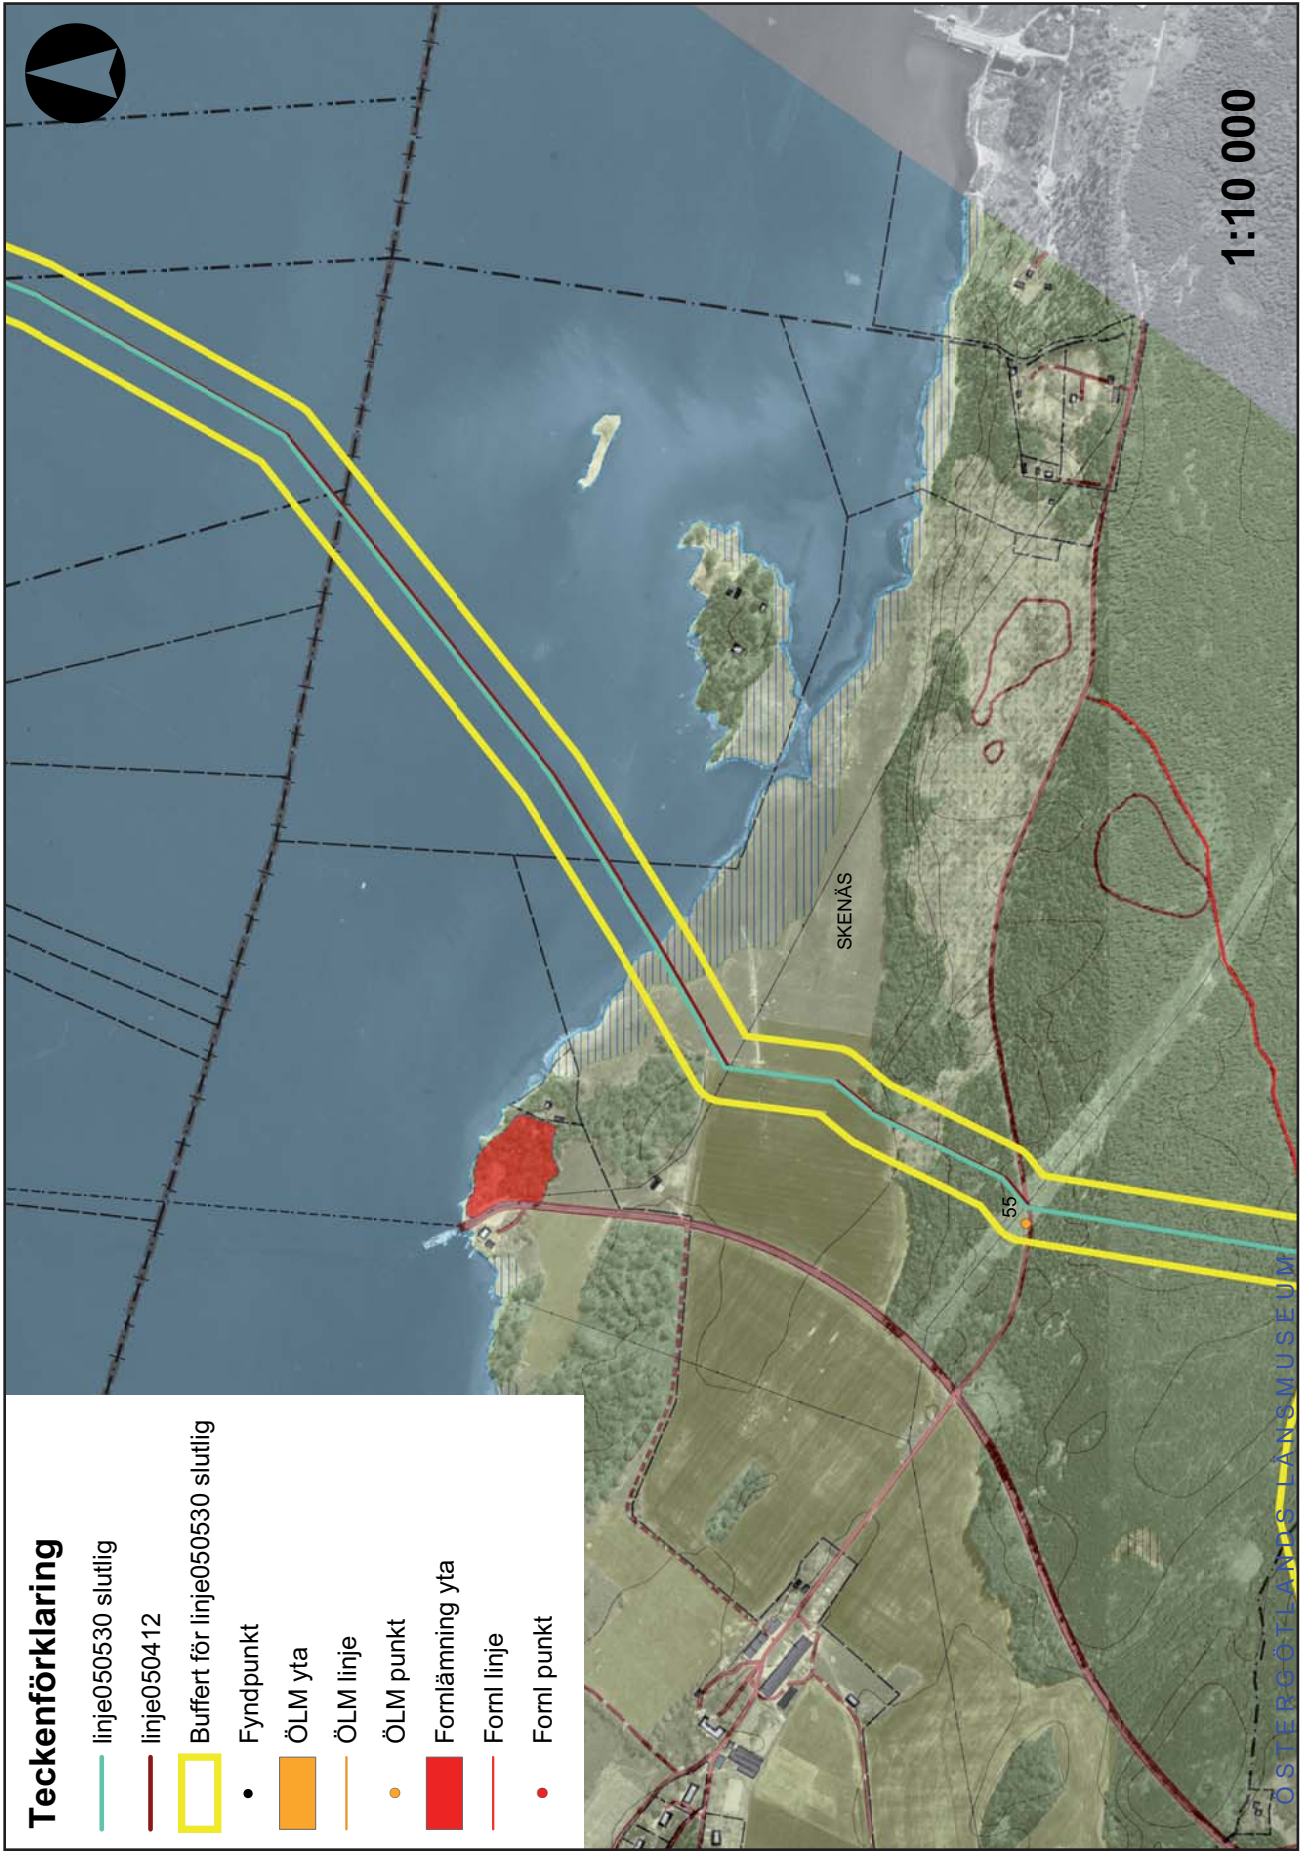 Teckenförklaring
linje050530 slutlig
linje050412
Buffert för linje050530 slutlig
Fyndpunkt
ÖLM yta
ÖLM linje
ÖLM punkt
Fornlämning yta
Fornl linje
Fornl punkt
SKENÄS
55
1:10 000
ÖSTERGÖTLANDS LÄNSMUSEUM